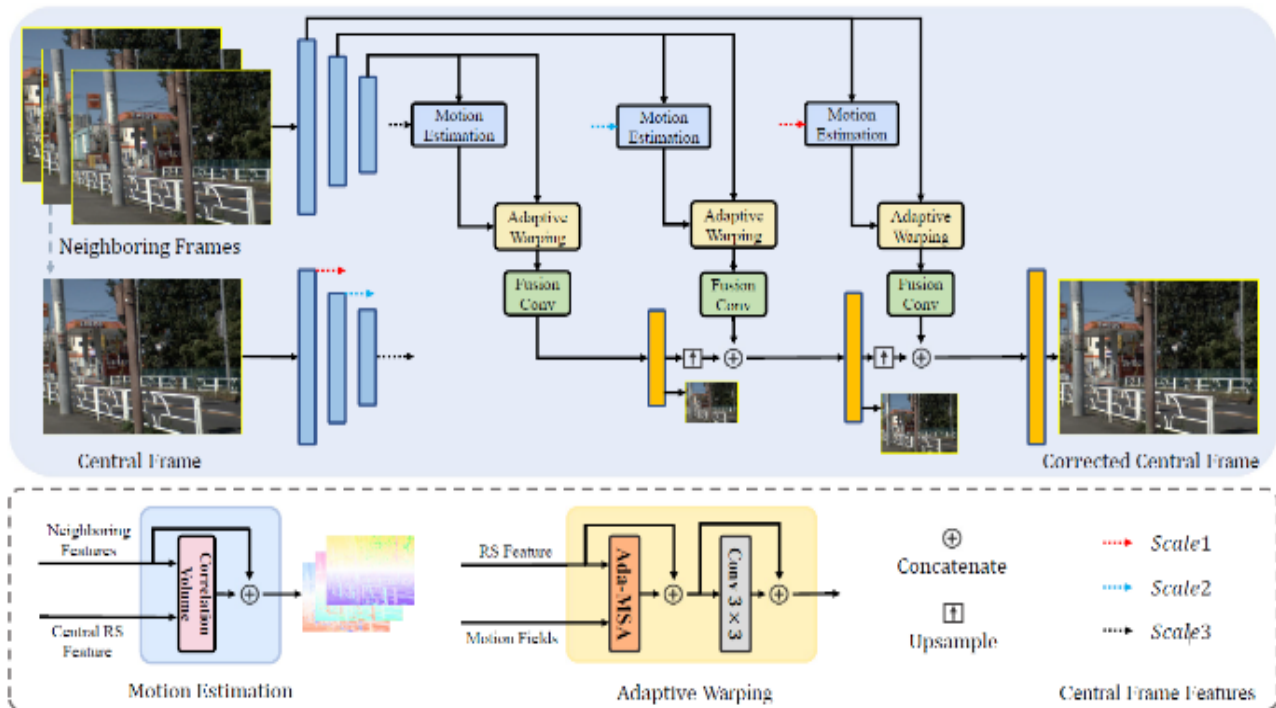 Motion
Estimation
Motion
Estimation
Motion
Estimation
Adaptive
Warping
Adaptive
Warping
Adaptive
Warping
Neighboring Frames
Fusion
Conv
Fusion
Conv
Fusion
Conv
Central Frame
Corrected Central Frame
Neighboring
Features
Correlation
Volume
Central RS
Feature
Motion Estimation
RS Feature
Motion Fields
Ada-MSA
Conv 3 × 3
Adaptive Warping
Concatenate
Upsample
Scale1
Scale2
Scale3
Central Frame Features